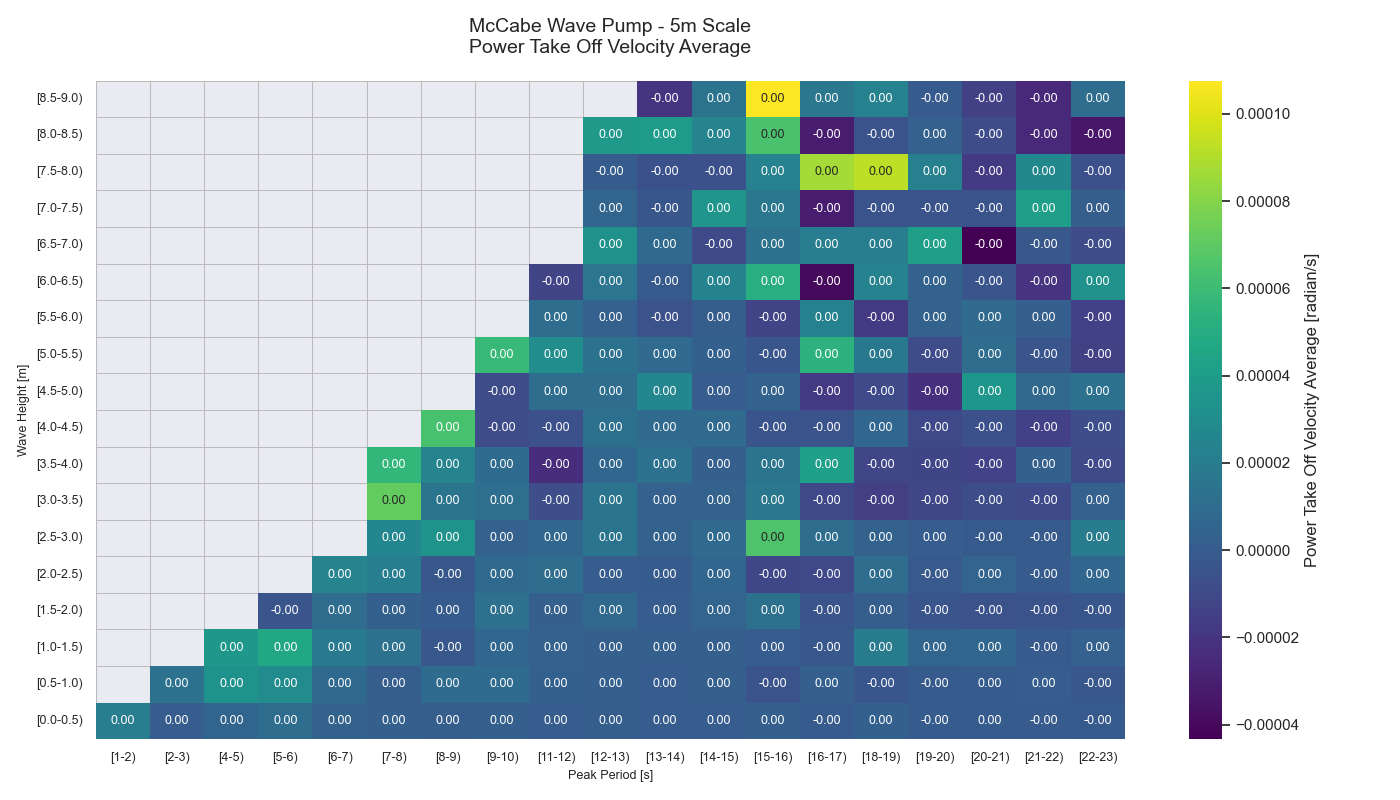 McCabe Wave Pump - 5m Scale
Power Take Off Velocity Average
Wave Height [m]
[8.5-9.0) -0.00 0.00 0.00 0.00 0.00 -0.00 -0.00 -0.00 0.00
[8.0-8.5) 0.00 0.00 0.00 0.00 -0.00 -0.00 0.00 -0.00 -0.00 -0.00
[7.5-8.0) -0.00 -0.00 -0.00 0.00 0.00 0.00 0.00 -0.00 0.00 -0.00
[7.0-7.5) 0.00 -0.00 0.00 0.00 -0.00 -0.00 -0.00 -0.00 0.00 0.00
[6.5-7.0) 0.00 0.00 -0.00 0.00 0.00 0.00 0.00 -0.00 -0.00 -0.00
[6.0-6.5) -0.00 0.00 -0.00 0.00 0.00 -0.00 0.00 0.00 -0.00 -0.00 0.00
[5.5-6.0) 0.00 0.00 -0.00 0.00 -0.00 0.00 -0.00 0.00 0.00 0.00 -0.00
[5.0-5.5) 0.00 0.00 0.00 0.00 0.00 -0.00 0.00 0.00 -0.00 0.00 -0.00 -0.00
[4.5-5.0) -0.00 0.00 0.00 0.00 0.00 0.00 -0.00 -0.00 -0.00 0.00 0.00 0.00
[4.0-4.5) 0.00 -0.00 -0.00 0.00 0.00 0.00 -0.00 -0.00 0.00 -0.00 -0.00 -0.00 -0.00
[3.5-4.0) 0.00 0.00 0.00 -0.00 0.00 0.00 0.00 0.00 0.00 -0.00 -0.00 -0.00 0.00 -0.00
[3.0-3.5) 0.00 0.00 0.00 -0.00 0.00 0.00 0.00 0.00 -0.00 -0.00 -0.00 -0.00 -0.00 0.00
[2.5-3.0) 0.00 0.00 0.00 0.00 0.00 0.00 0.00 0.00 0.00 0.00 0.00 -0.00 -0.00 0.00
[2.0-2.5) 0.00 0.00 -0.00 0.00 0.00 0.00 0.00 0.00 -0.00 -0.00 0.00 -0.00 0.00 -0.00 0.00
[1.5-2.0) -0.00 0.00 0.00 0.00 0.00 0.00 0.00 0.00 0.00 0.00 -0.00 0.00 -0.00 -0.00 -0.00 -0.00
[1.0-1.5) 0.00 0.00 0.00 0.00 -0.00 0.00 0.00 0.00 0.00 0.00 0.00 -0.00 0.00 0.00 0.00 -0.00 0.00
[0.5-1.0) 0.00 0.00 0.00 0.00 0.00 0.00 0.00 0.00 0.00 0.00 0.00 -0.00 0.00 -0.00 -0.00 0.00 0.00 -0.00
[0.0-0.5) 0.00 0.00 0.00 0.00 0.00 0.00 0.00 0.00 0.00 0.00 0.00 0.00 0.00 -0.00 0.00 -0.00 0.00 -0.00 -0.00
[1-2) [2-3) [4-5) [5-6) [6-7) [7-8) [8-9) [9-10) [11-12) [12-13) [13-14) [14-15) [15-16) [16-17) [18-19) [19-20) [20-21) [21-22) [22-23)
Peak Period [s]
0.00010
0.00008
0.00006
0.00004
0.00002
0.00000
−0.00002
−0.00004
Power Take Off Velocity Average [radian/s]